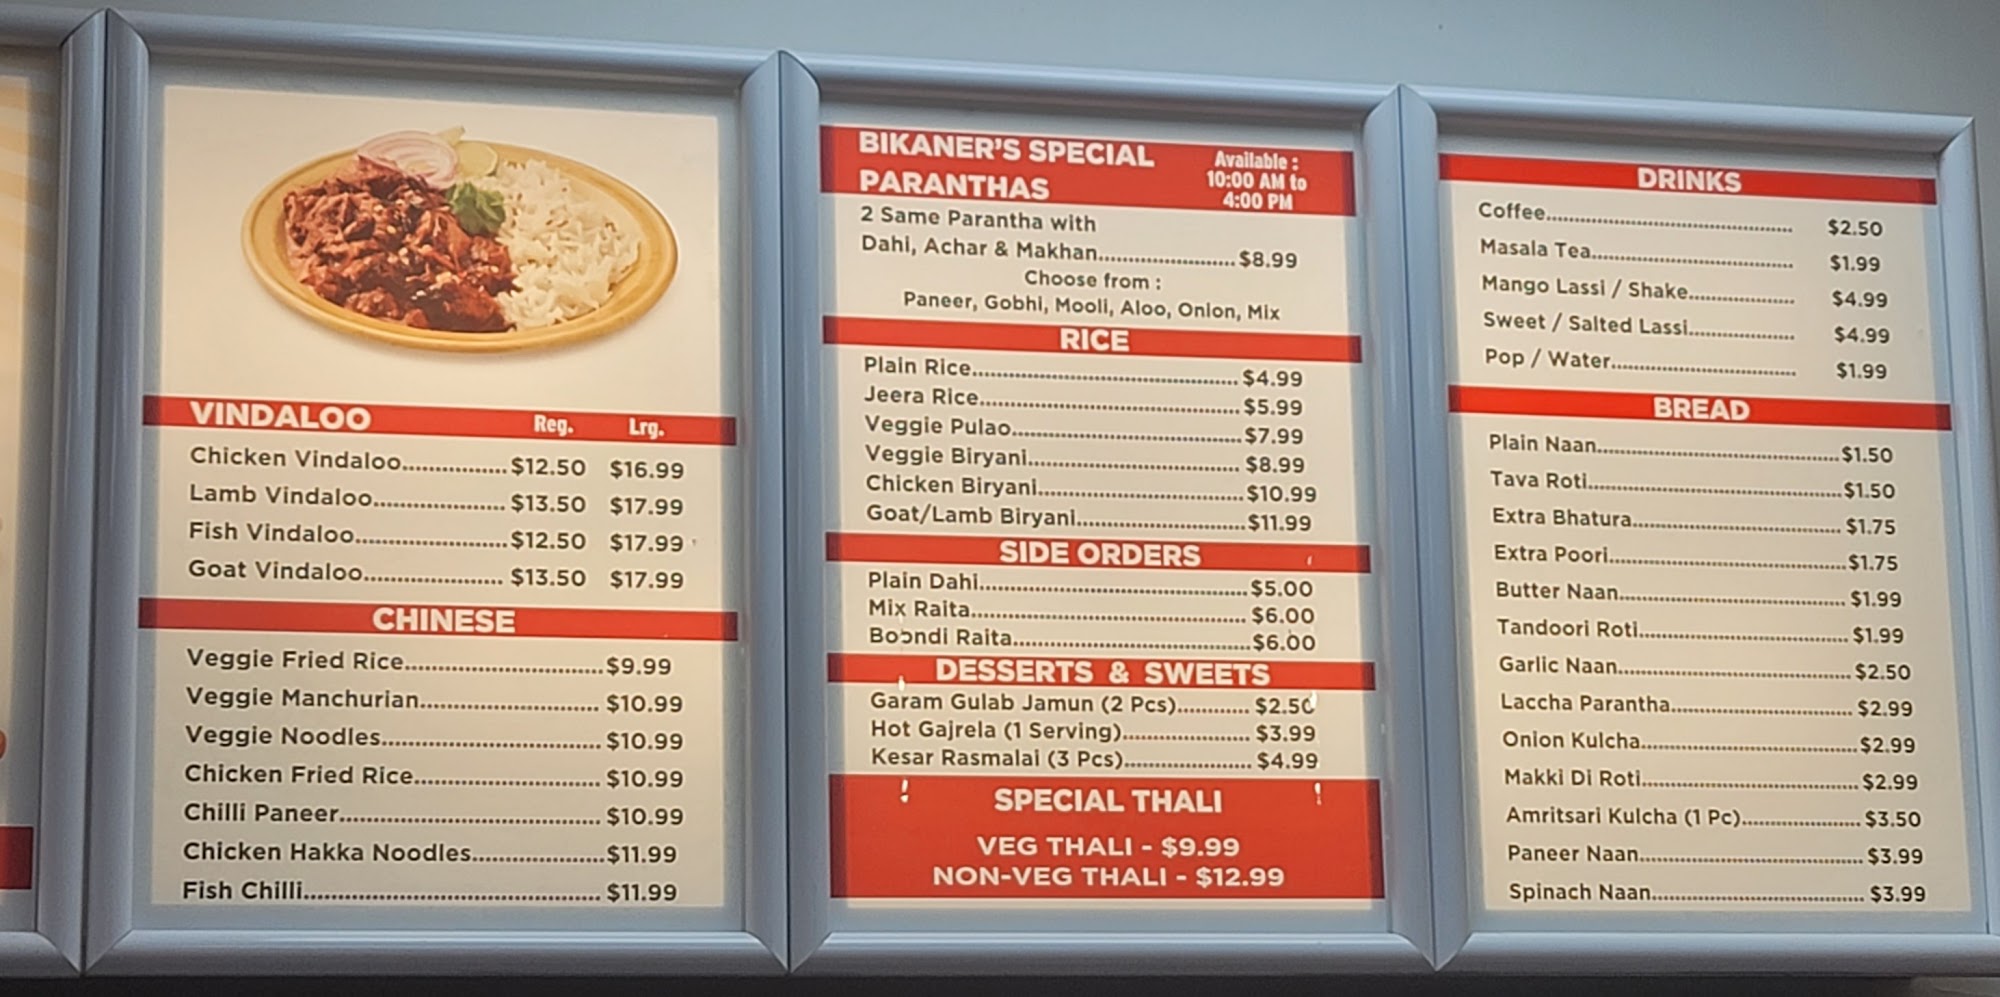 VINDALOO Reg. Lrg.
Chicken Vindaloo............... $12.50 $16.99
Lamb Vindaloo................... $13.50 $17.99
Fish Vindaloo...................... $12.50 $17.99
Goat Vindaloo.................... $13.50 $17.99
CHINESE
Veggie Fried Rice............................$9.99
Veggie Manchurian......................... $10.99
Veggie Noodles............................... $10.99
Chicken Fried Rice.......................... $10.99
Chilli Paneer..................................... $10.99
Chicken Hakka Noodles...................$11.99
Fish Chilli.......................................... $11.99
BIKANER'S SPECIAL
PARANTHAS
Available :
10:00 AM to
4:00 PM
2 Same Parantha with
Dahi, Achar & Makhan.................... $8.99
Choose from :
Paneer, Gobhi, Mooli, Aloo, Onion, Mix
RICE
Plain Rice....................................... $4.99
Jeera Rice...................................... $5.99
Veggie Pulao..................................$7.99
Veggie Biryani............................... $8.99
Chicken Biryani..............................$10.99
Goat/Lamb Biryani.........................$11.99
SIDE ORDERS
Plain Dahi.......................................$5.00
Mix Raita........................................ $6.00
Boondi Raita...................................$6.00
DESSERTS & SWEETS
Garam Gulab Jamun (2 Pcs)........... $2.50
Hot Gajrela (1 Serving)................... $3.99
Kesar Rasmalai (3 Pcs)................... $4.99
SPECIAL THALI
VEG THALI - $9.99
NON-VEG THALI - $12.99
DRINKS
Coffee........................................ $2.50
Masala Tea................................. $1.99
Mango Lassi / Shake.................. $4.99
Sweet / Salted Lassi.................. $4.99
Pop / Water............................... $1.99
BREAD
Plain Naan.....................................$1.50
Tava Roti.......................................$1.50
Extra Bhatura................................ $1.75
Extra Poori....................................$1.75
Butter Naan................................... $1.99
Tandoori Roti................................. $1.99
Garlic Naan....................................$2.50
Laccha Parantha............................ $2.99
Onion Kulcha.................................$2.99
Makki Di Roti................................. $2.99
Amritsari Kulcha (1 Pc)................... $3.50
Paneer Naan.................................. $3.99
Spinach Naan................................. $3.99